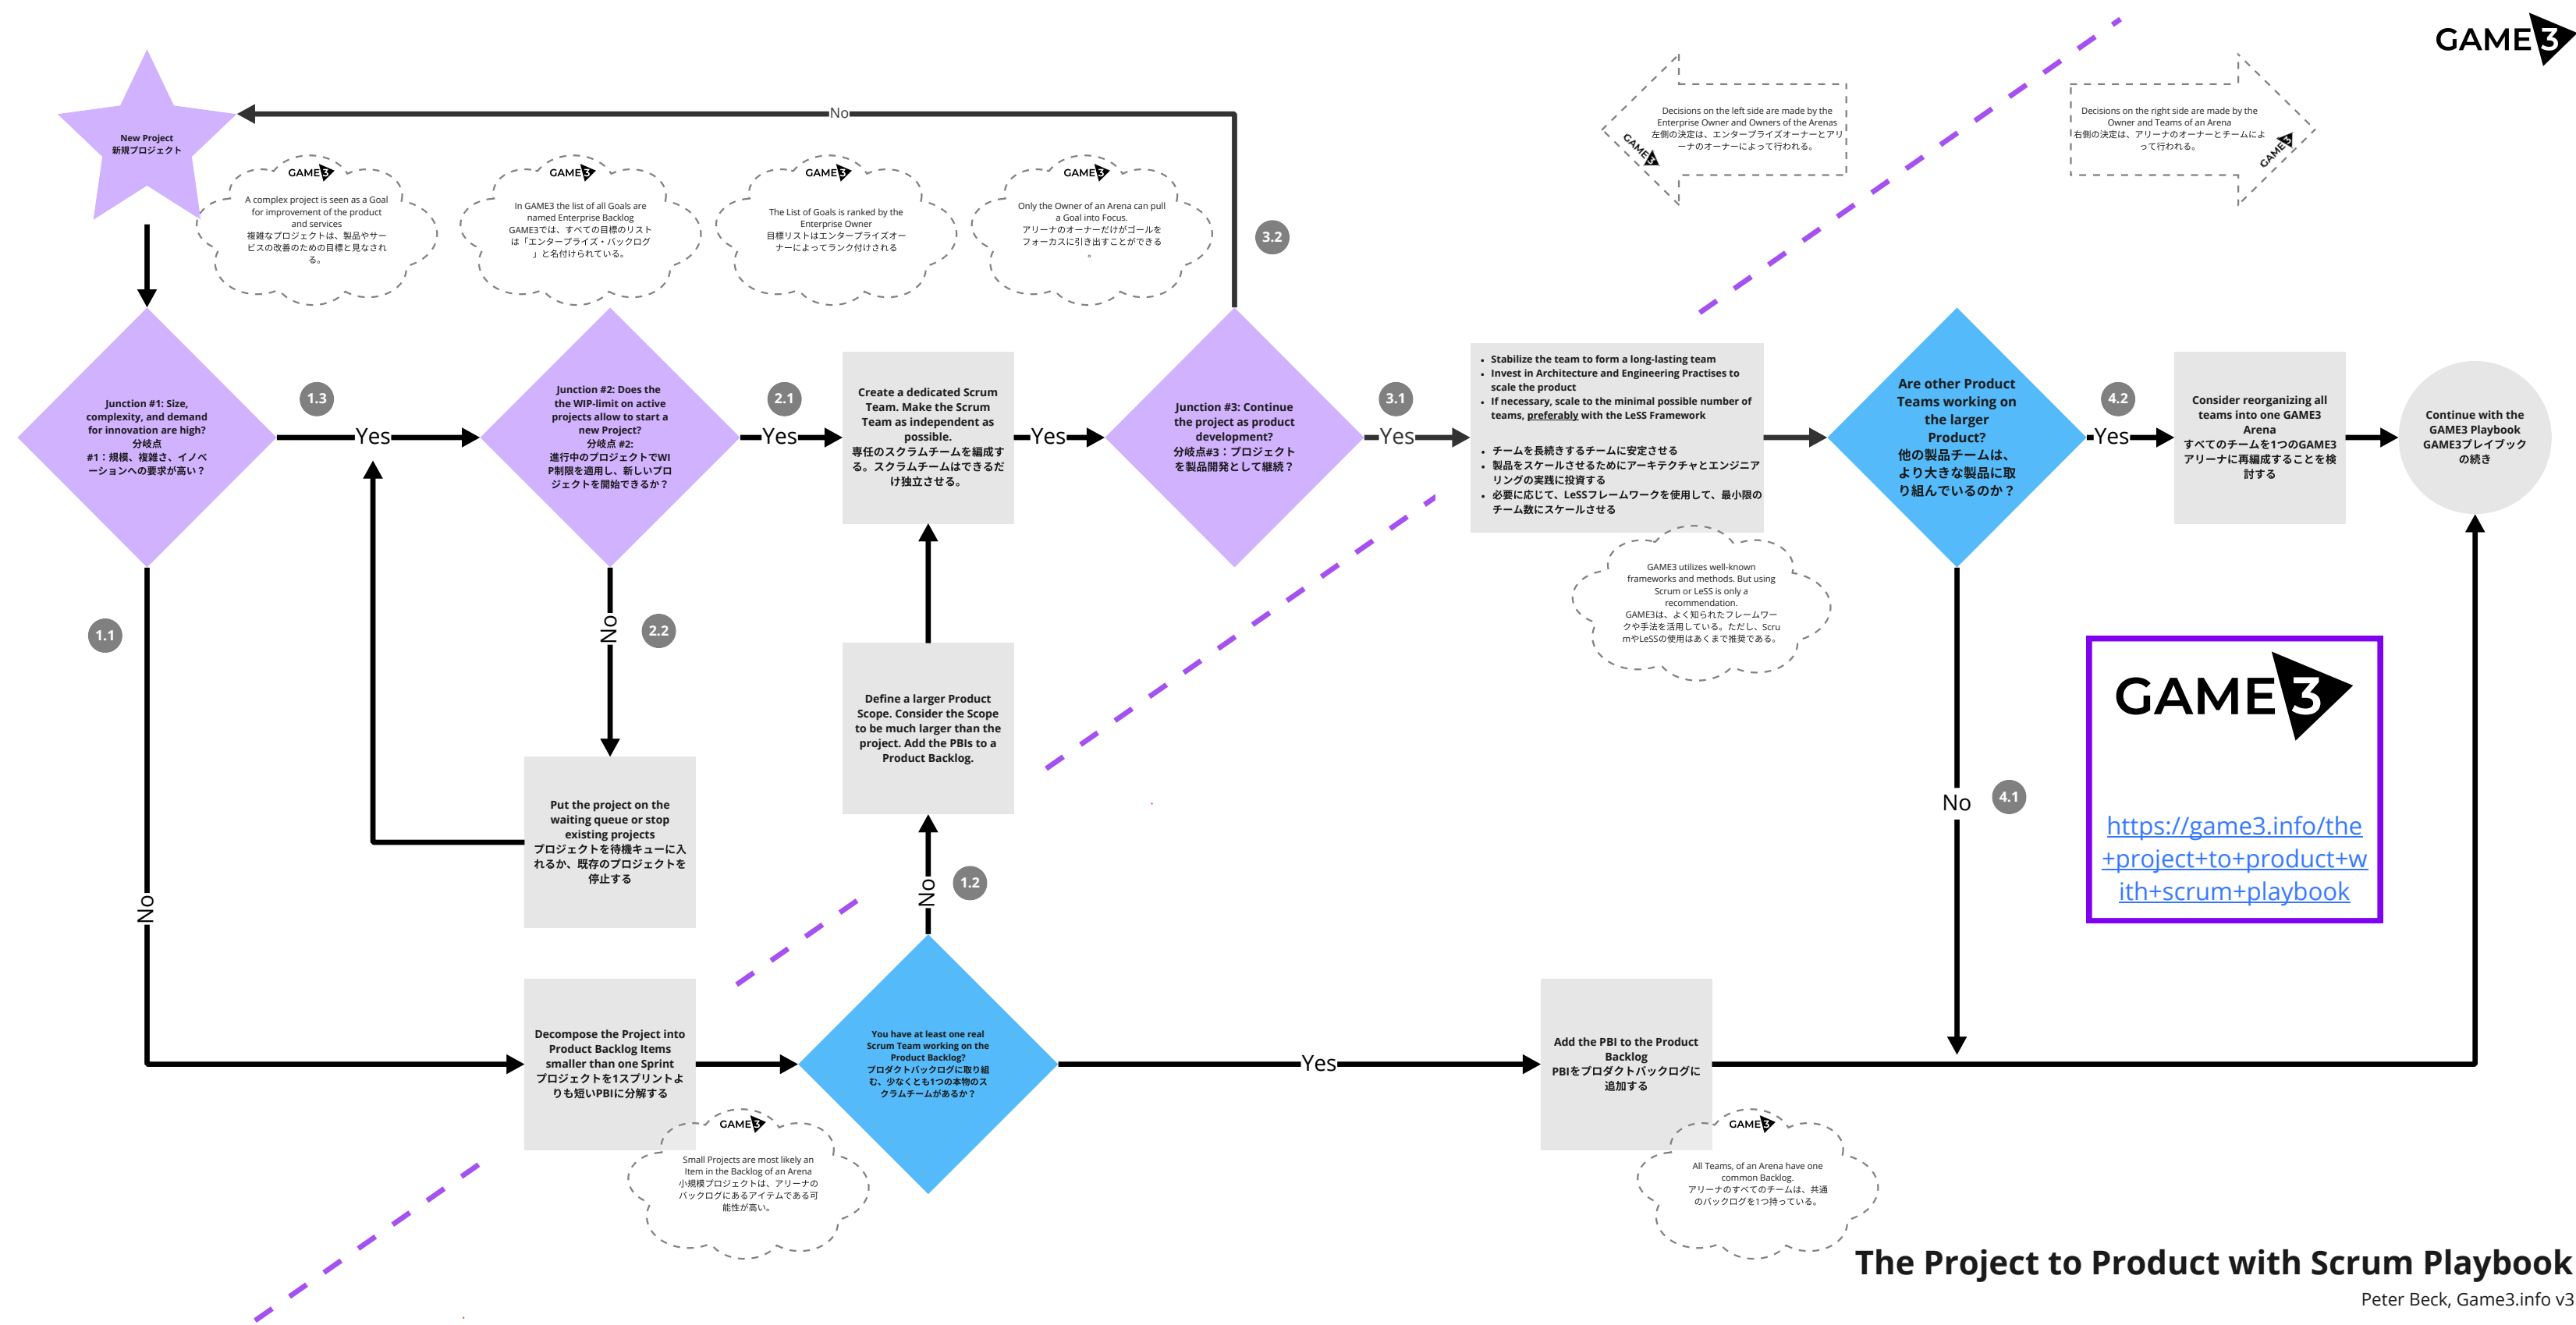 GAME3
New Project
新規プロジェクト
No
Decisions on the left side are made by the
Enterprise Owner and Owners of the Arenas
左側の決定は、エンタープライズオーナーとアリ
ーナのオーナーによって行われる。
GAME3
Decisions on the right side are made by the
Owner and Teams of an Arena
右側の決定は、アリーナのオーナーとチームによ
って行われる。
GAME3
GAME3
A complex project is seen as a Goal
for improvement of the product
and services
複雑なプロジェクトは、製品やサー
ビスの改善のための目標と見なされ
る。
GAME3
In GAME3 the list of all Goals are
named Enterprise Backlog
GAME3では、すべての目標のリスト
は「エンタープライズ・バックログ
」と名付けられている。
GAME3
The List of Goals is ranked by the
Enterprise Owner
目標リストはエンタープライズオー
ナーによってランク付けされる
GAME3
Only the Owner of an Arena can pull
a Goal into Focus.
アリーナのオーナーだけがゴールを
フォーカスに引き出すことができる
。
3.2
Junction #1: Size,
complexity, and demand
for innovation are high?
分岐点
#1：規模、複雑さ、イノベ
ーションへの要求が高い？
1.3
Yes
Junction #2: Does the
the WIP-limit on active
projects allow to start a
new Project?
分岐点 #2:
進行中のプロジェクトでWI
P制限を適用し、新しいプロ
ジェクトを開始できるか？
2.1
Yes
Create a dedicated Scrum
Team. Make the Scrum
Team as independent as
possible.
専任のスクラムチームを編成す
る。スクラムチームはできるだ
け独立させる。
Yes
Junction #3: Continue
the project as product
development?
分岐点#3：プロジェクト
を製品開発として継続？
3.1
Yes
• Stabilize the team to form a long-lasting team
• Invest in Architecture and Engineering Practises to
scale the product
• If necessary, scale to the minimal possible number of
teams, preferably with the LeSS Framework
• チームを長続きするチームに安定させる
• 製品をスケールさせるためにアーキテクチャとエンジニア
リングの実践に投資する
• 必要に応じて、LeSSフレームワークを使用して、最小限の
チーム数にスケールさせる
Are other Product
Teams working on
the larger
Product?
他の製品チームは、
より大きな製品に取
り組んでいるのか？
4.2
Yes
Consider reorganizing all
teams into one GAME3
Arena
すべてのチームを1つのGAME3
アリーナに再編成することを検
討する
Continue with the
GAME3 Playbook
GAME3プレイブック
の続き
GAME3 utilizes well-known
frameworks and methods. But using
Scrum or LeSS is only a
recommendation.
GAME3は、よく知られたフレームワー
クや手法を活用している。ただし、Scru
mやLeSSの使用はあくまで推奨である。
1.1
No
2.2
No
Put the project on the
waiting queue or stop
existing projects
プロジェクトを待機キューに入
れるか、既存のプロジェクトを
停止する
Define a larger Product
Scope. Consider the Scope
to be much larger than the
project. Add the PBIs to a
Product Backlog.
1.2
No
No
4.1
GAME3
https://game3.info/the
+project+to+product+w
ith+scrum+playbook
Decompose the Project into
Product Backlog Items
smaller than one Sprint
プロジェクトを1スプリントよ
りも短いPBIに分解する
You have at least one real
Scrum Team working on the
Product Backlog?
プロダクトバックログに取り組
む、少なくとも1つの本物のス
クラムチームがあるか？
Yes
Add the PBI to the Product
Backlog
PBIをプロダクトバックログに
追加する
GAME3
Small Projects are most likely an
Item in the Backlog of an Arena
小規模プロジェクトは、アリーナの
バックログにあるアイテムである可
能性が高い。
GAME3
All Teams, of an Arena have one
common Backlog.
アリーナのすべてのチームは、共通
のバックログを1つ持っている。
The Project to Product with Scrum Playbook
Peter Beck, Game3.info v3